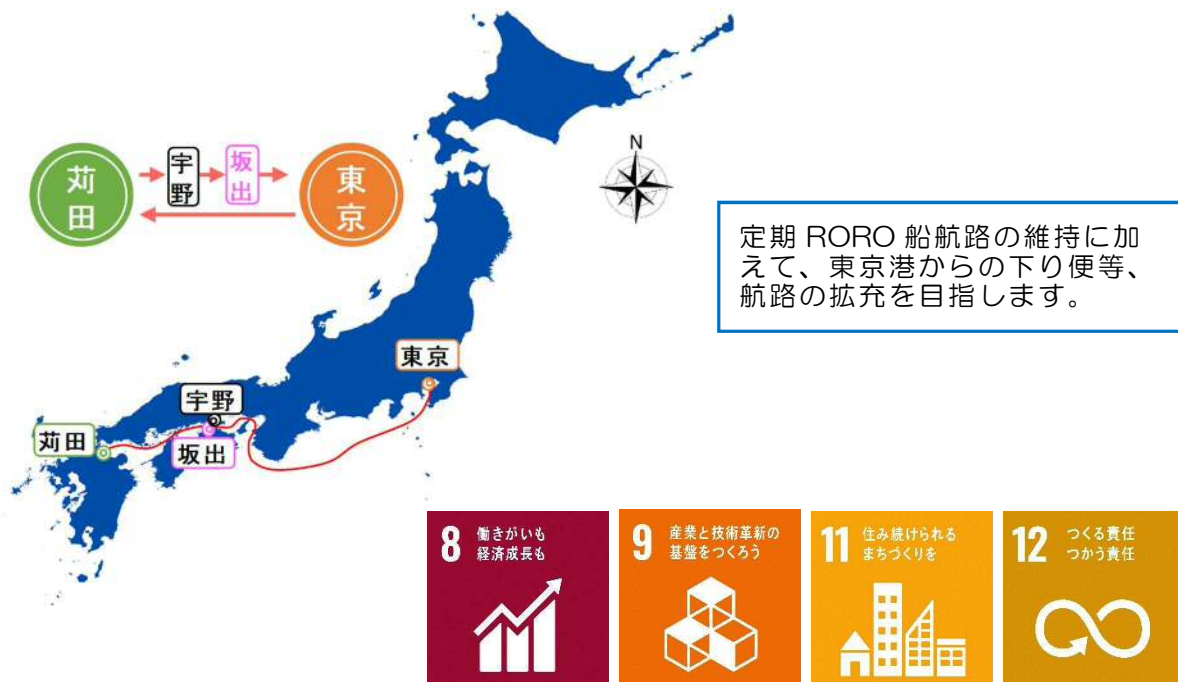 苅田
宇野
坂出
東京
N
定期 RORO 船航路の維持に加
えて、東京港からの下り便等、
航路の拡充を目指します。
東京
宇野
苅田
坂出
8 働きがいも
経済成長も
9 産業と技術革新の
基盤をつくろう
11 住み続けられる
まちづくりを
12 つくる責任
つかう責任